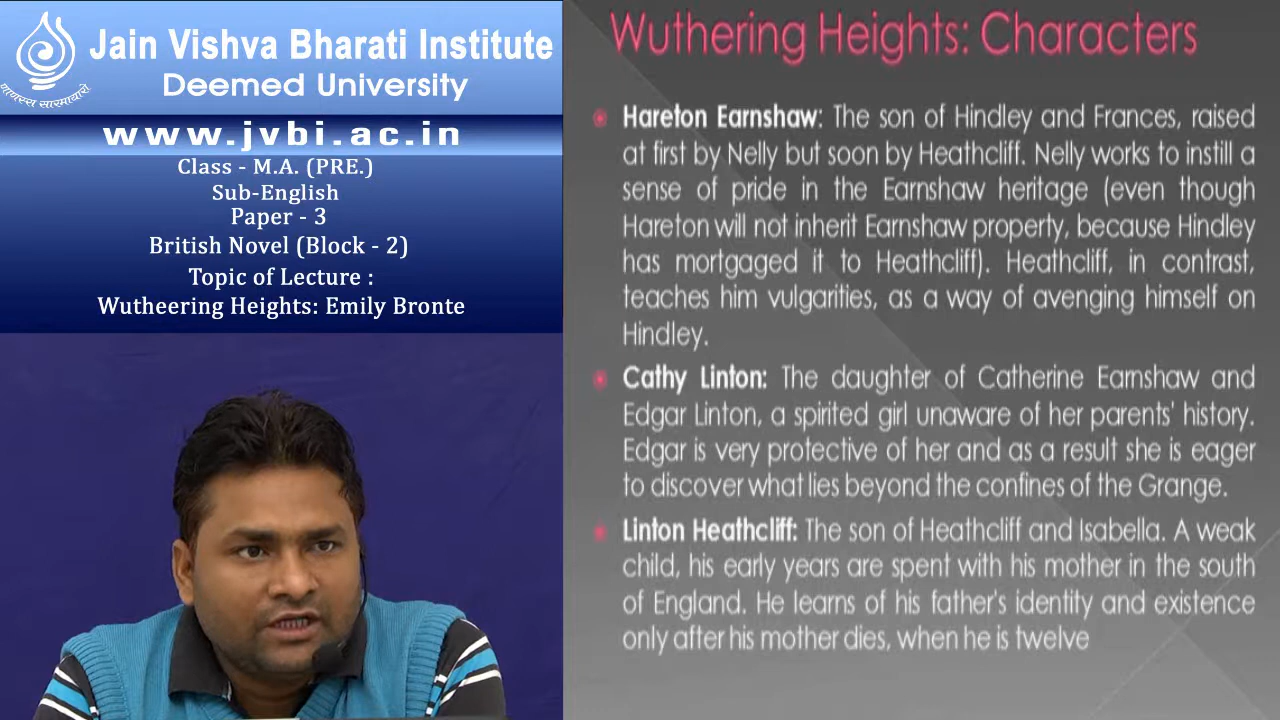 Jain Vishva Bharati Institute
Deemed University
णाणस्स सारमायारो
www.jvbi.ac.in
Class - M.A. (PRE.)
Sub-English
Paper - 3
British Novel (Block - 2)
Topic of Lecture :
Wutheering Heights: Emily Bronte
Wuthering Heights: Characters
Hareton Earnshaw: The son of Hindley and Frances, raised
at first by Nelly but soon by Heathcliff. Nelly works to instill a
sense of pride in the Earnshaw heritage (even though
Hareton will not inherit Earnshaw property, because Hindley
has mortgaged it to Heathcliff). Heathcliff, in contrast,
teaches him vulgarities, as a way of avenging himself on
Hindley.
Cathy Linton: The daughter of Catherine Earnshaw and
Edgar Linton, a spirited girl unaware of her parents' history.
Edgar is very protective of her and as a result she is eager
to discover what lies beyond the confines of the Grange.
Linton Heathcliff: The son of Heathcliff and Isabella. A weak
child, his early years are spent with his mother in the south
of England. He learns of his father's identity and existence
only after his mother dies, when he is twelve